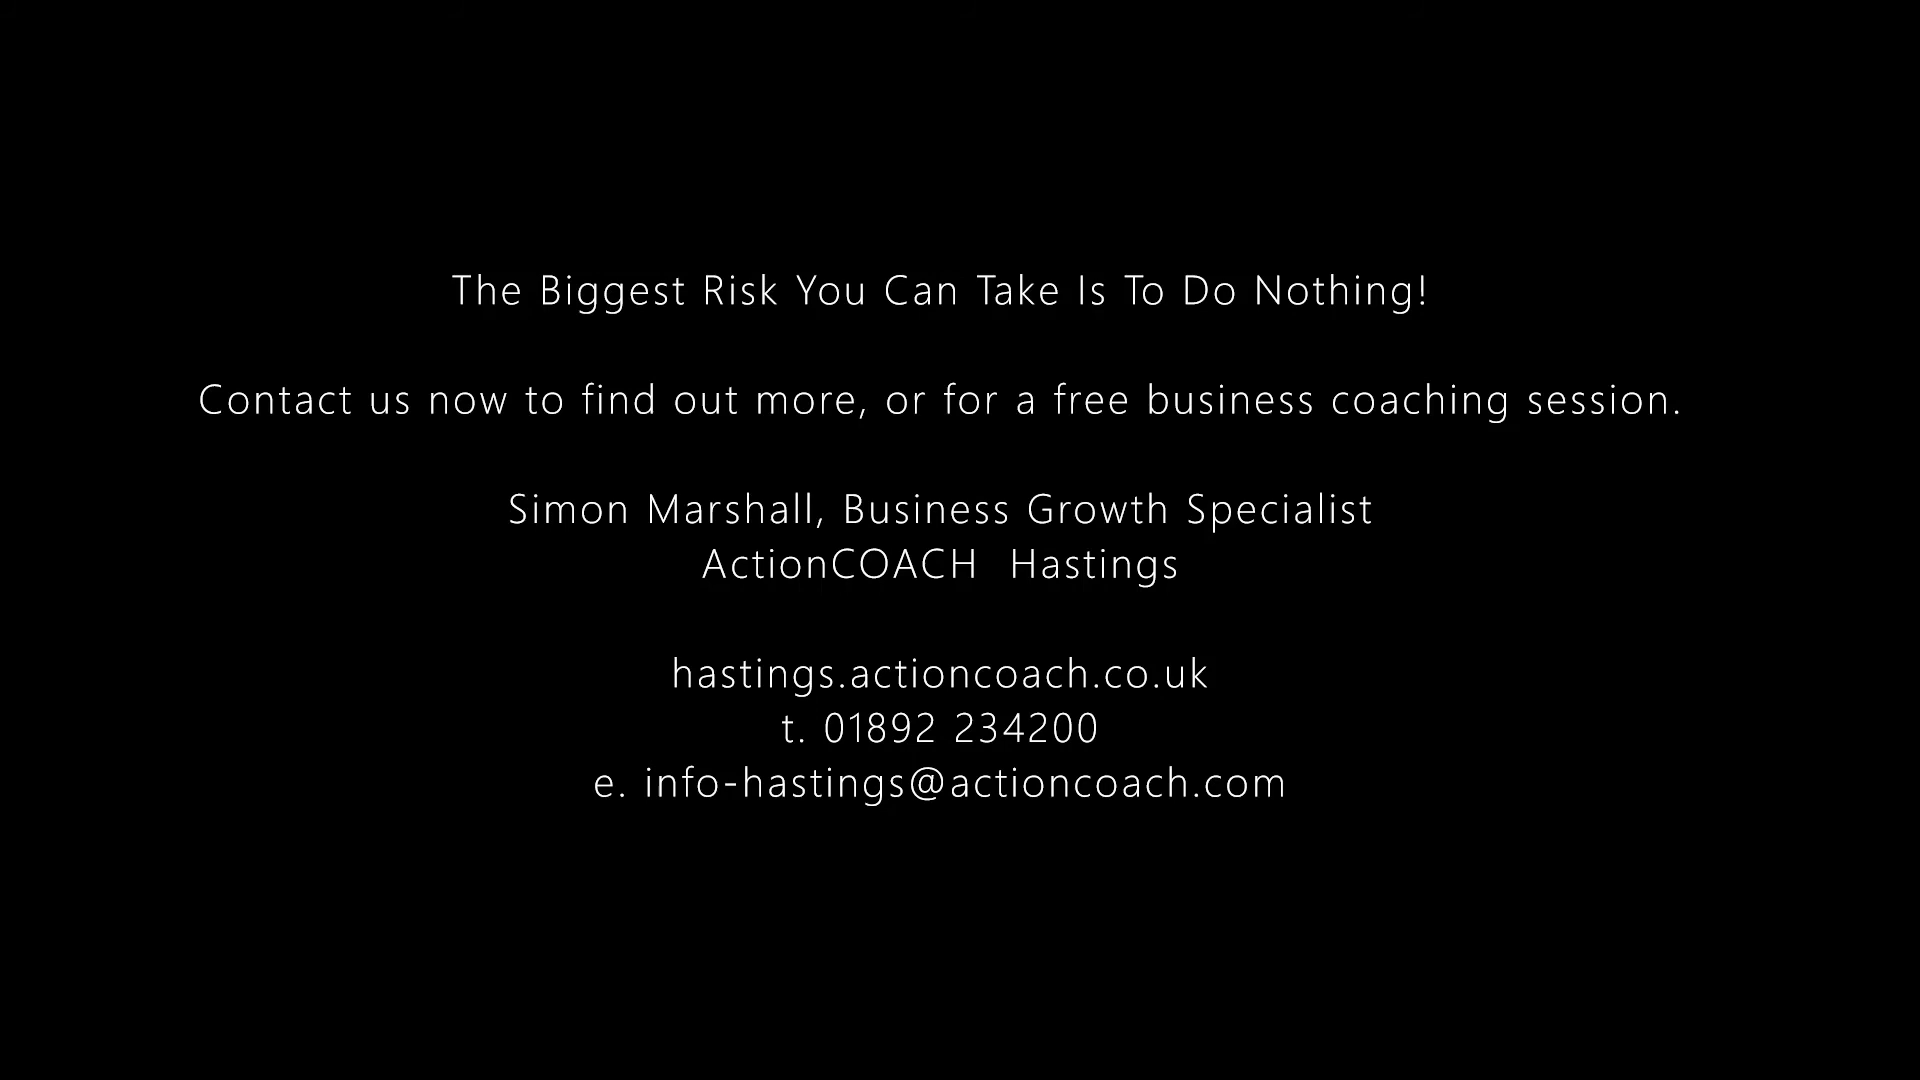 The Biggest Risk You Can Take Is To Do Nothing!
Contact us now to find out more, or for a free business coaching session.
Simon Marshall, Business Growth Specialist
ActionCOACH  Hastings
hastings.actioncoach.co.uk
t. 01892 234200
e. info-hastings@actioncoach.com